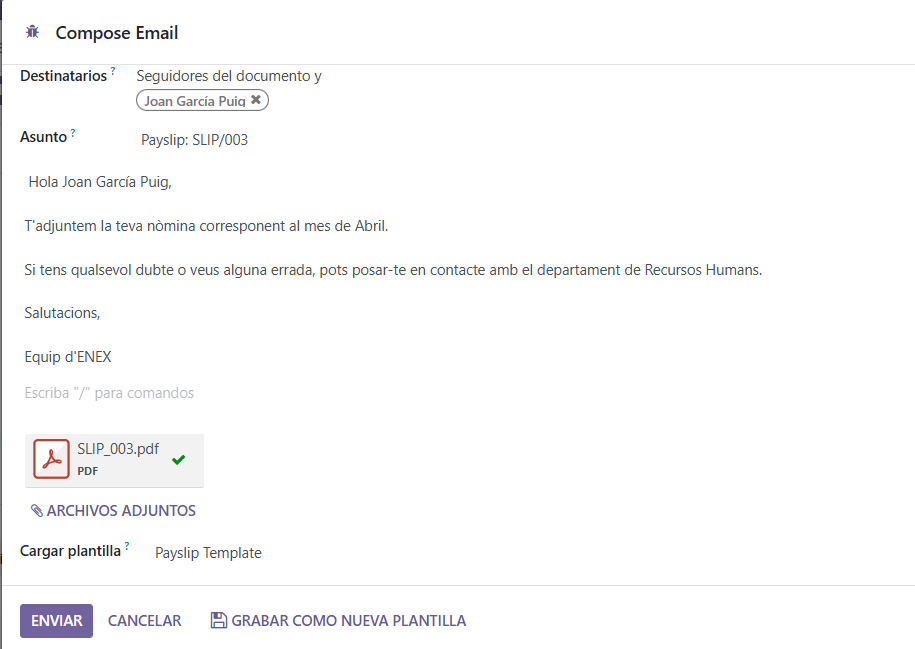 Compose Email
Destinatarios ?
Seguidores del documento y
Joan García Puig ✖
Asunto ?
Payslip: SLIP/003
Hola Joan García Puig,
T'adjuntem la teva nòmina corresponent al mes de Abril.
Si tens qualsevol dubte o veus alguna errada, pots posar-te en contacte amb el departament de Recursos Humans.
Salutacions,
Equip d'ENEX
Escriba "/" para comandos
SLIP_003.pdf
PDF
ARCHIVOS ADJUNTOS
Cargar plantilla ?
Payslip Template
ENVIAR
CANCELAR
GRABAR COMO NUEVA PLANTILLA